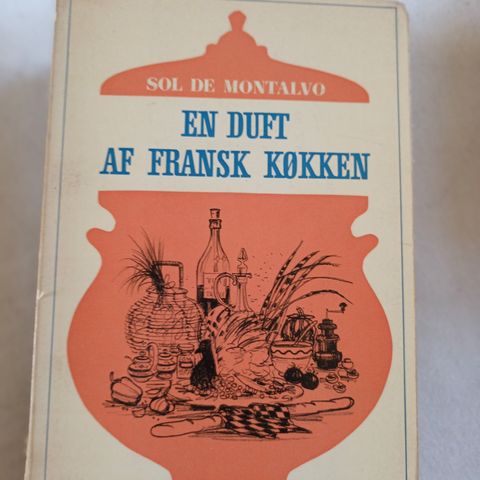 SOL DE MONTALVO
EN DUFT
AF FRANSK KØKKEN